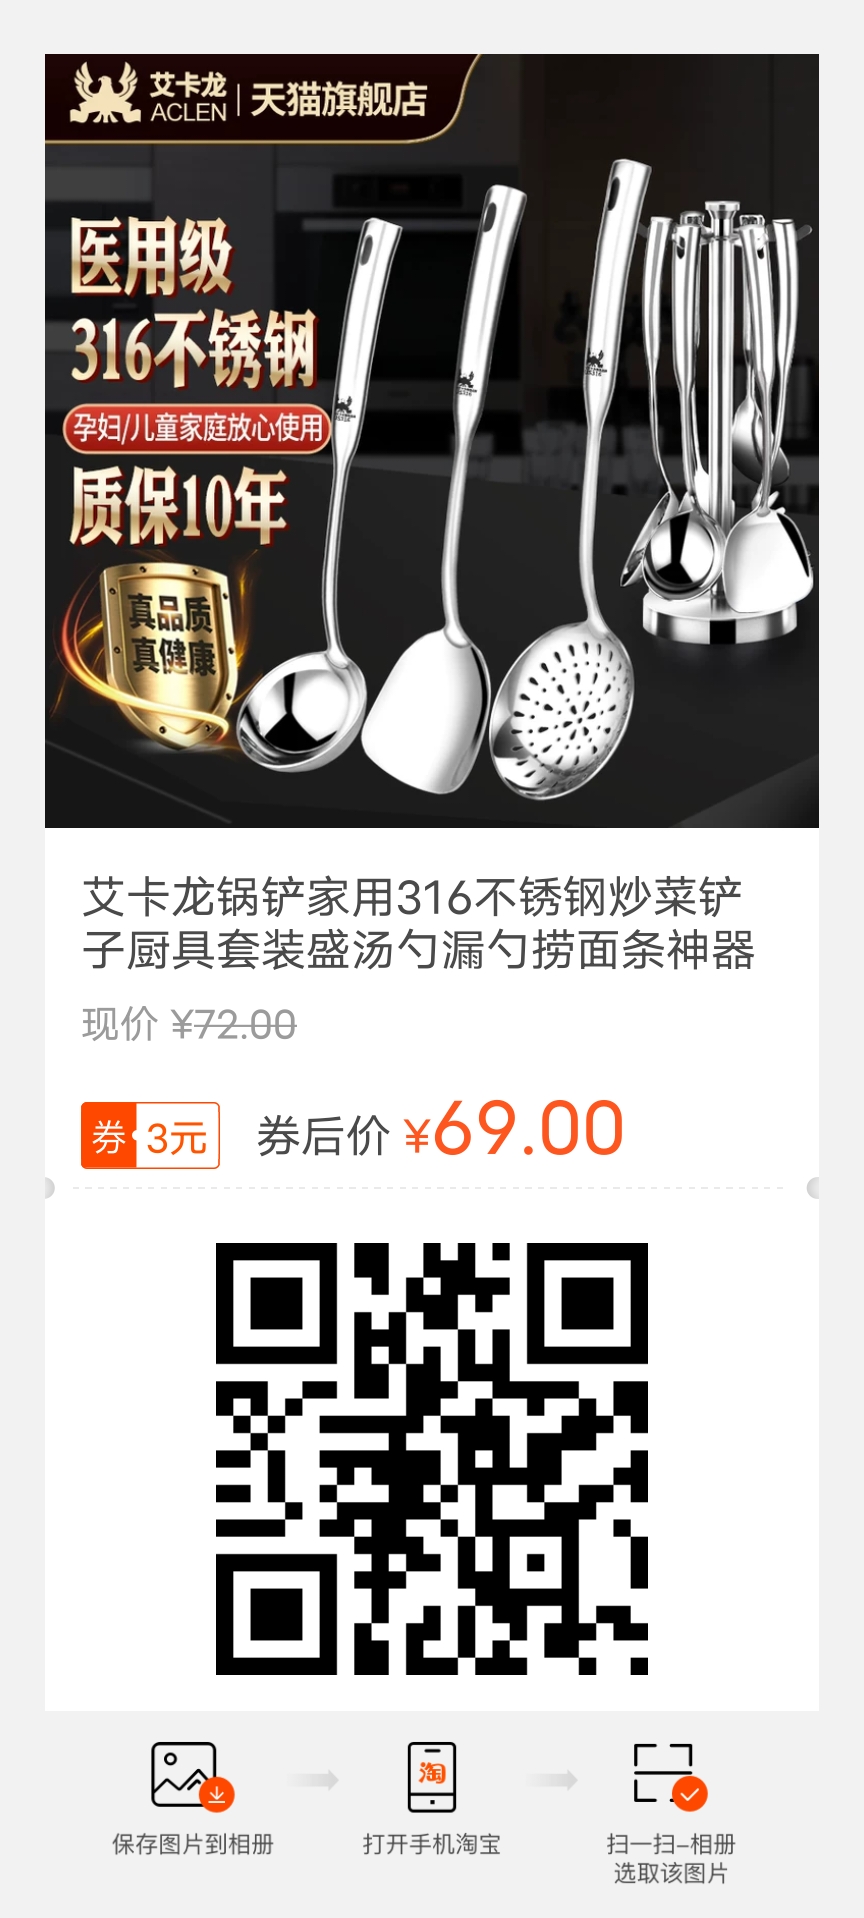 艾卡龙
ACLEN
天猫旗舰店
医用级
316不锈钢
孕妇/儿童家庭放心使用
质保10年
真品质
真健康
艾卡龙锅铲家用316不锈钢炒菜铲
子厨具套装盛汤勺漏勺捞面条神器
现价 ¥72.00
券 3元 券后价 ¥69.00
淘
保存图片到相册
打开手机淘宝
扫一扫-相册
选取该图片